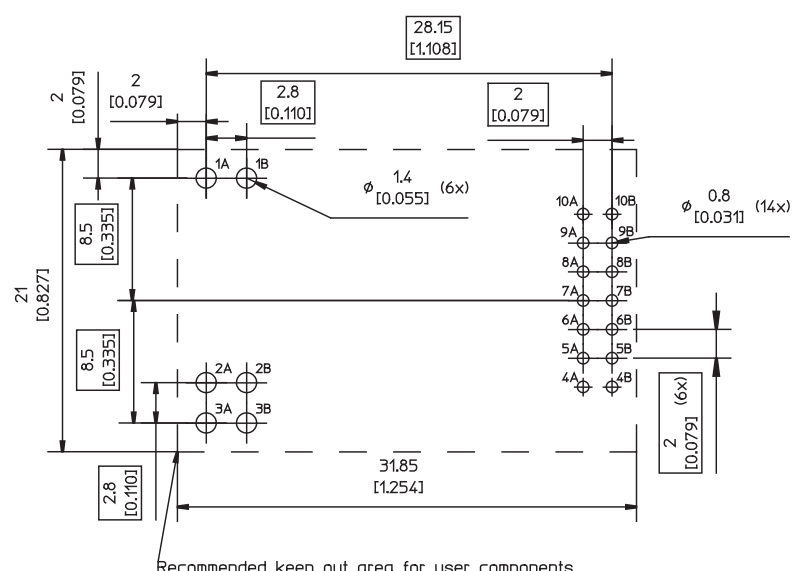 28.15
[1.108]
2
[0.079]
2
[0.079]
2.8
[0.110]
2
[0.079]
1A
1B
ø 1.4 (6x)
[0.055]
10A
10B
ø 0.8 (14x)
[0.031]
9A
9B
8.5
[0.335]
8A
8B
21
[0.827]
7A
7B
6A
6B
8.5
[0.335]
5A
5B
2A
2B
4A
4B
2 (6x)
[0.079]
3A
3B
31.85
[1.254]
2.8
[0.110]
Recommended keep out area for user components